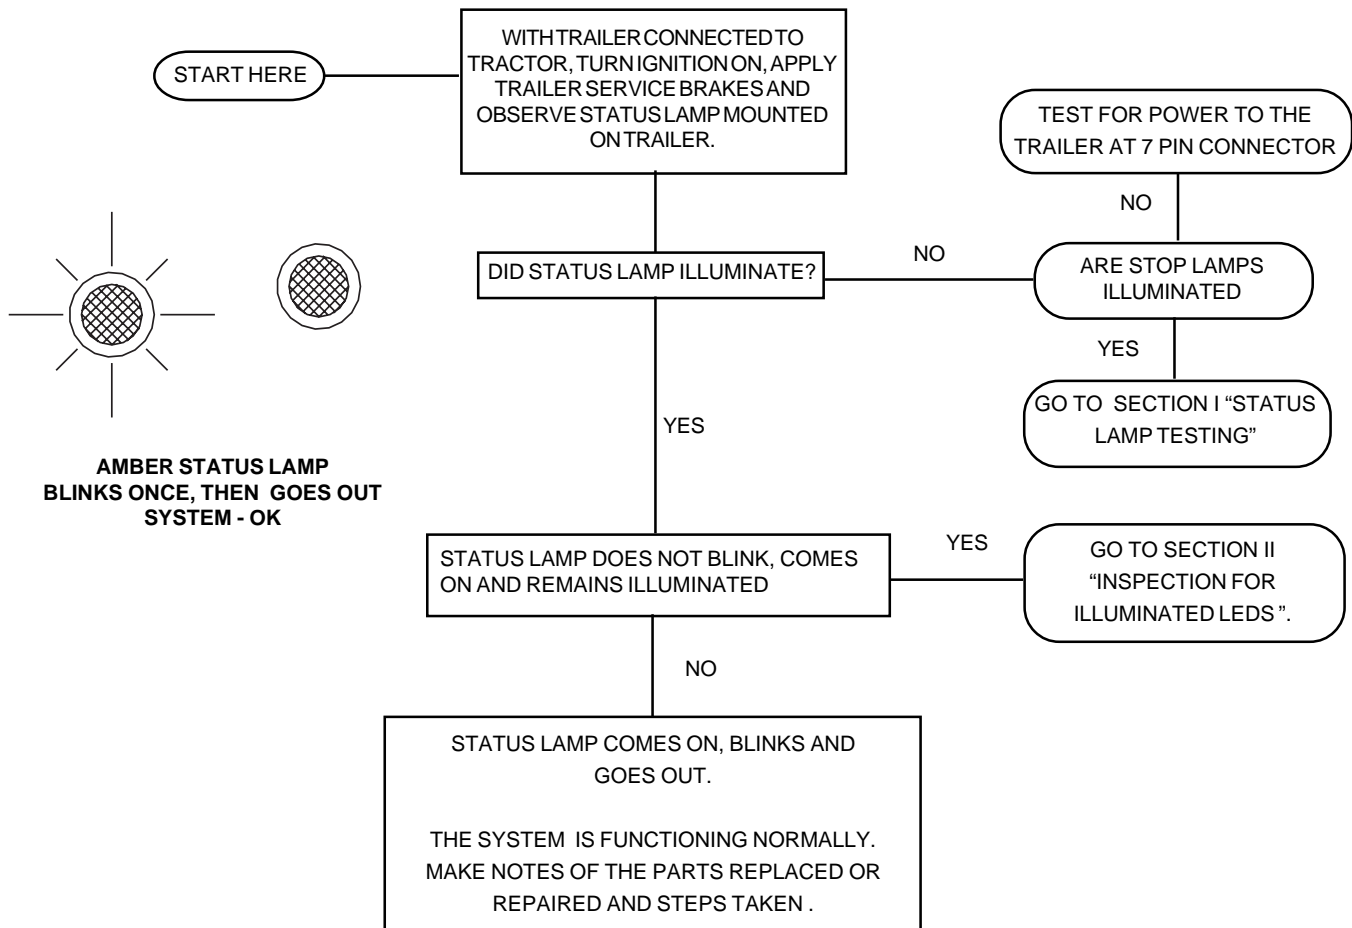 START HERE
WITH TRAILER CONNECTED TO
TRACTOR, TURN IGNITION ON, APPLY
TRAILER SERVICE BRAKES AND
OBSERVE STATUS LAMP MOUNTED
ON TRAILER.
TEST FOR POWER TO THE
TRAILER AT 7 PIN CONNECTOR
NO
DID STATUS LAMP ILLUMINATE?
NO
ARE STOP LAMPS
ILLUMINATED
YES
GO TO SECTION I “STATUS
LAMP TESTING”
YES
AMBER STATUS LAMP
BLINKS ONCE, THEN GOES OUT
SYSTEM - OK
STATUS LAMP DOES NOT BLINK, COMES
ON AND REMAINS ILLUMINATED
YES
GO TO SECTION II
“INSPECTION FOR
ILLUMINATED LEDS ”.
NO
STATUS LAMP COMES ON, BLINKS AND
GOES OUT.
THE SYSTEM IS FUNCTIONING NORMALLY.
MAKE NOTES OF THE PARTS REPLACED OR
REPAIRED AND STEPS TAKEN .